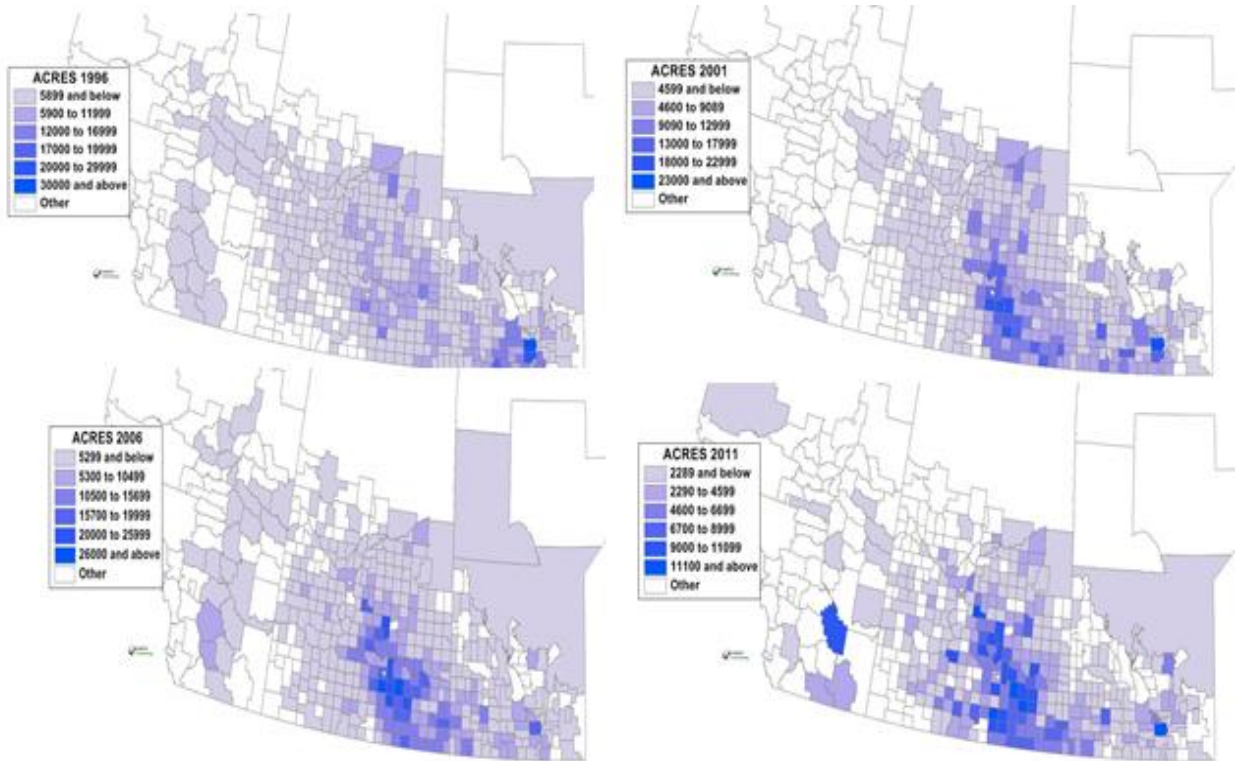 ACRES 1996
5899 and below
5900 to 11999
12000 to 16999
17000 to 19999
20000 to 29999
30000 and above
Other
ACRES 2001
4599 and below
4600 to 9089
9090 to 12999
13000 to 17999
18000 to 22999
23000 and above
Other
ACRES 2006
5299 and below
5300 to 10499
10500 to 15699
15700 to 19999
20000 to 25999
26000 and above
Other
ACRES 2011
2289 and below
2290 to 4599
4600 to 6699
6700 to 8999
9000 to 11099
11100 and above
Other